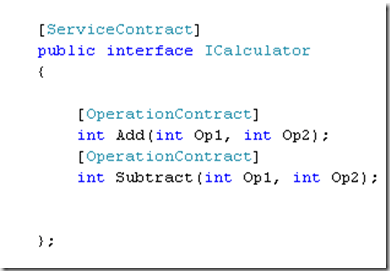 [ServiceContract]
public interface ICalculator
{
[OperationContract]
int Add(int Op1, int Op2);
[OperationContract]
int Subtract(int Op1, int Op2);
};